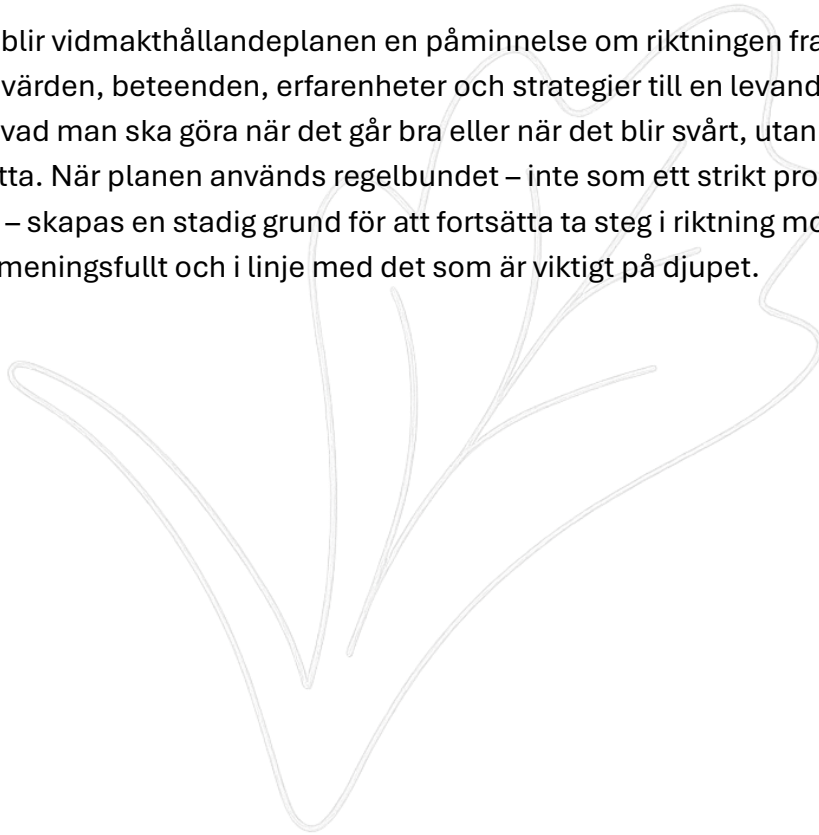 blir vidmakthållandeplanen en påminnelse om riktningen fra
värden, beteenden, erfarenheter och strategier till en levand
vad man ska göra när det går bra eller när det blir svårt, utan
tta. När planen används regelbundet – inte som ett strikt pro
– skapas en stadig grund för att fortsätta ta steg i riktning mo
meningsfullt och i linje med det som är viktigt på djupet.